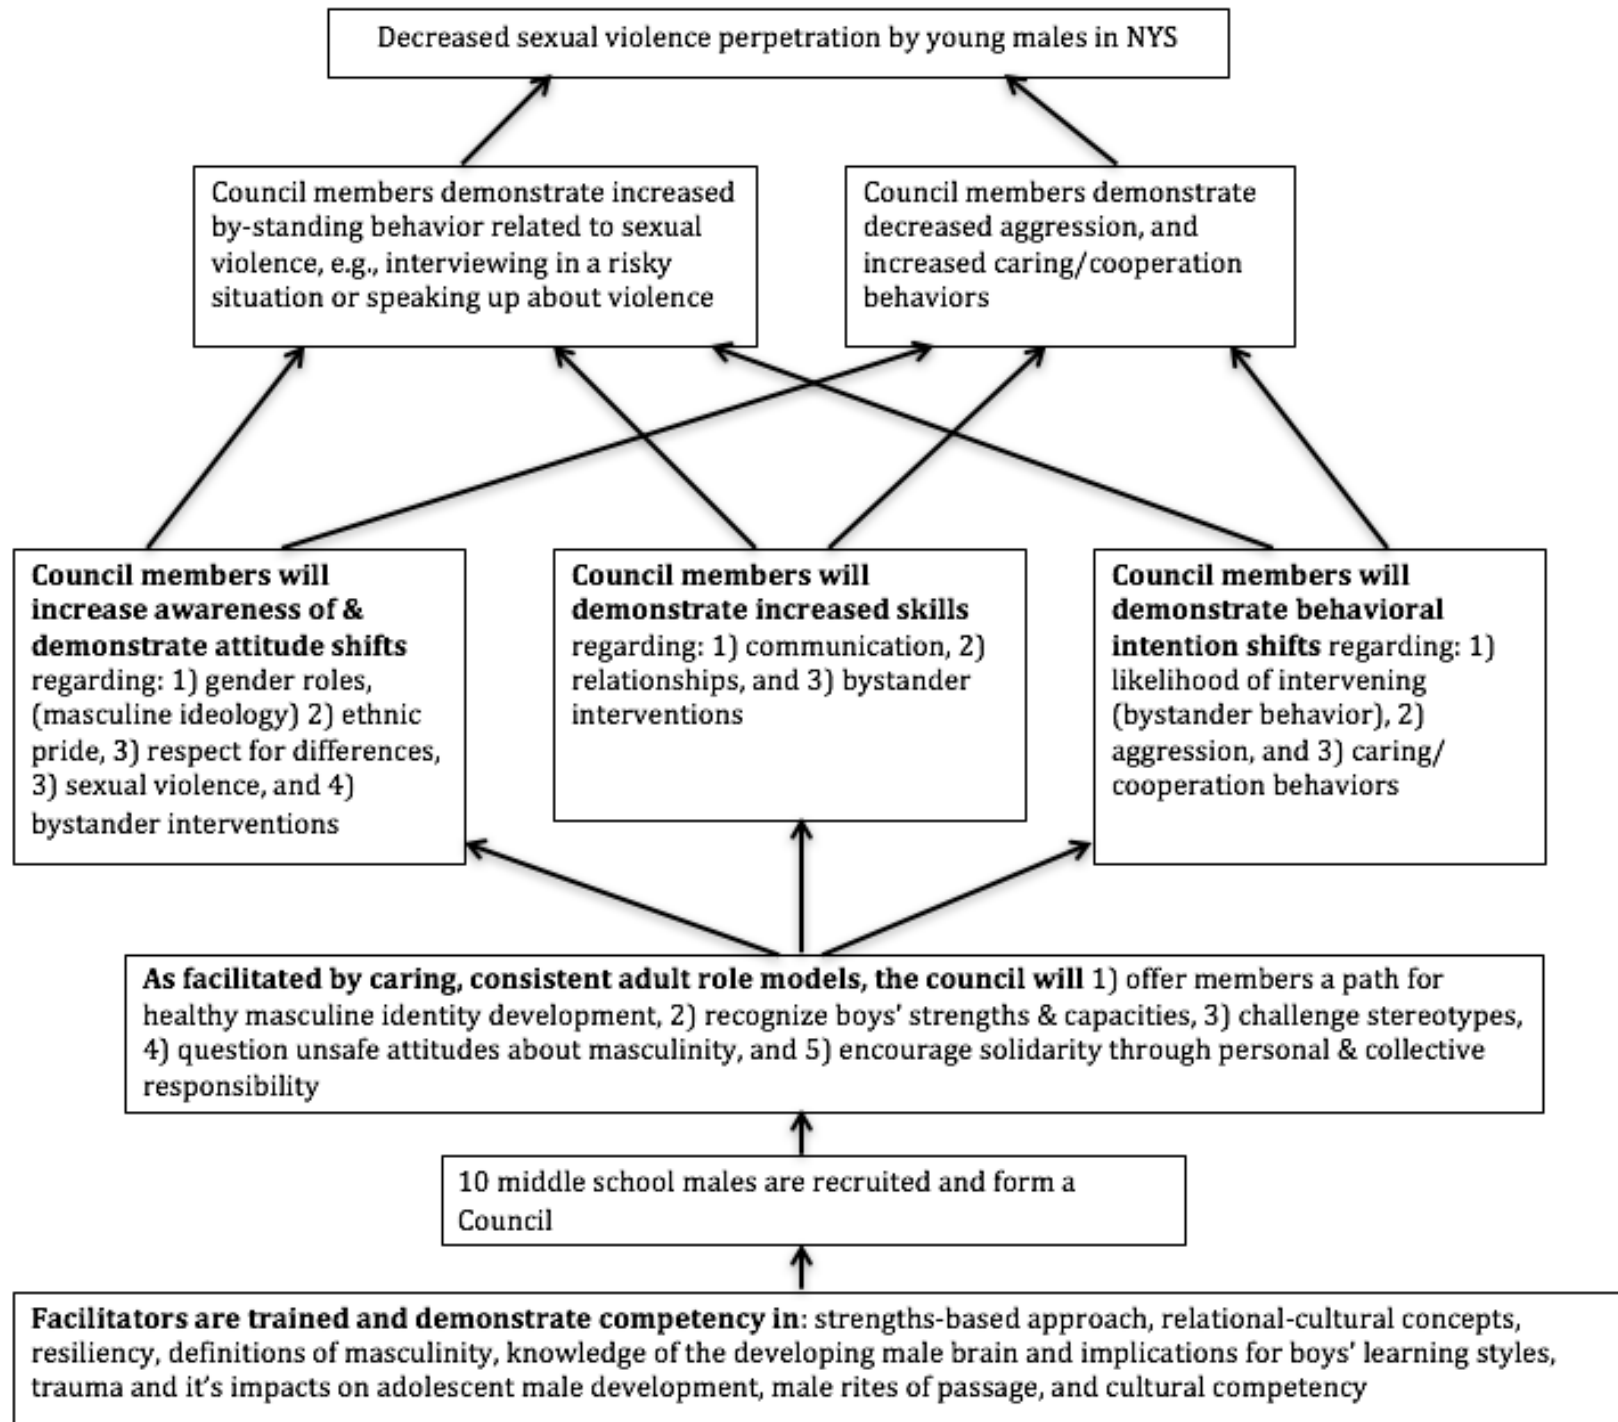 Decreased sexual violence perpetration by young males in NYS
Council members demonstrate increased
by-standing behavior related to sexual
violence, e.g., interviewing in a risky
situation or speaking up about violence
Council members demonstrate
decreased aggression, and
increased caring/cooperation
behaviors
Council members will
increase awareness of &
demonstrate attitude shifts
regarding: 1) gender roles,
(masculine ideology) 2) ethnic
pride, 3) respect for differences,
3) sexual violence, and 4)
bystander interventions
Council members will
demonstrate increased skills
regarding: 1) communication, 2)
relationships, and 3) bystander
interventions
Council members will
demonstrate behavioral
intention shifts regarding: 1)
likelihood of intervening
(bystander behavior), 2)
aggression, and 3) caring/
cooperation behaviors
As facilitated by caring, consistent adult role models, the council will 1) offer members a path for
healthy masculine identity development, 2) recognize boys' strengths & capacities, 3) challenge stereotypes,
4) question unsafe attitudes about masculinity, and 5) encourage solidarity through personal & collective
responsibility
10 middle school males are recruited and form a
Council
Facilitators are trained and demonstrate competency in: strengths-based approach, relational-cultural concepts,
resiliency, definitions of masculinity, knowledge of the developing male brain and implications for boys' learning styles,
trauma and it's impacts on adolescent male development, male rites of passage, and cultural competency